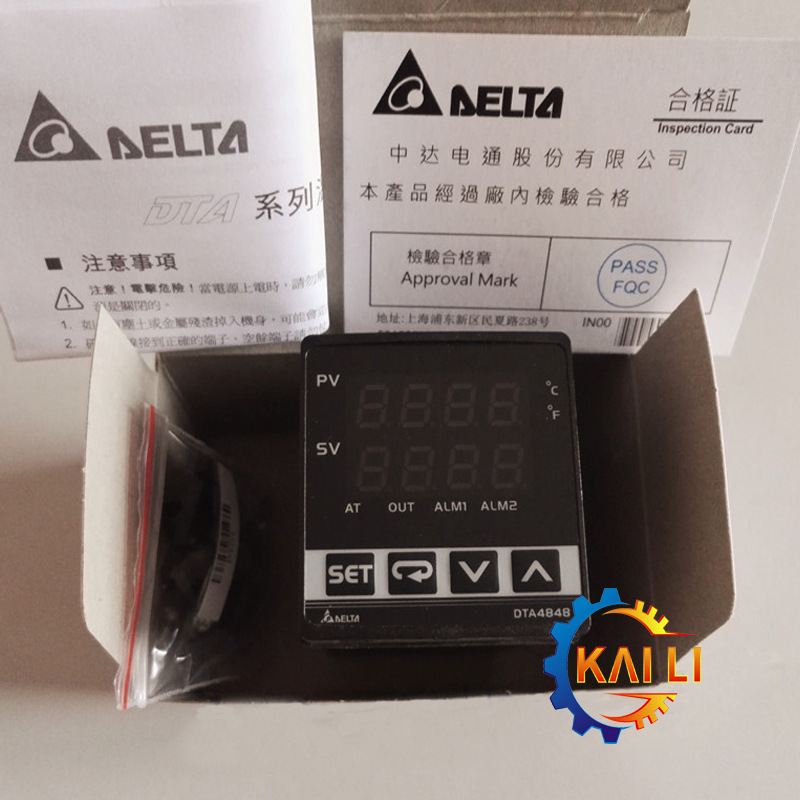 DELTA
DTA 系列
■ 注意事項
注意！電擊危險！當電源上電時，請勿
是關閉的。
DELTA
合格証
Inspection Card
中达电通股份有限公司
本產品經過廠內檢驗合格
檢驗合格章
Approval Mark
PASS
FQC
地址:上海浦东新区民夏路238号
IN00
PV
°C
°F
SV
AT OUT ALM1 ALM2
SET
DELTA
DTA4848
KAI LI